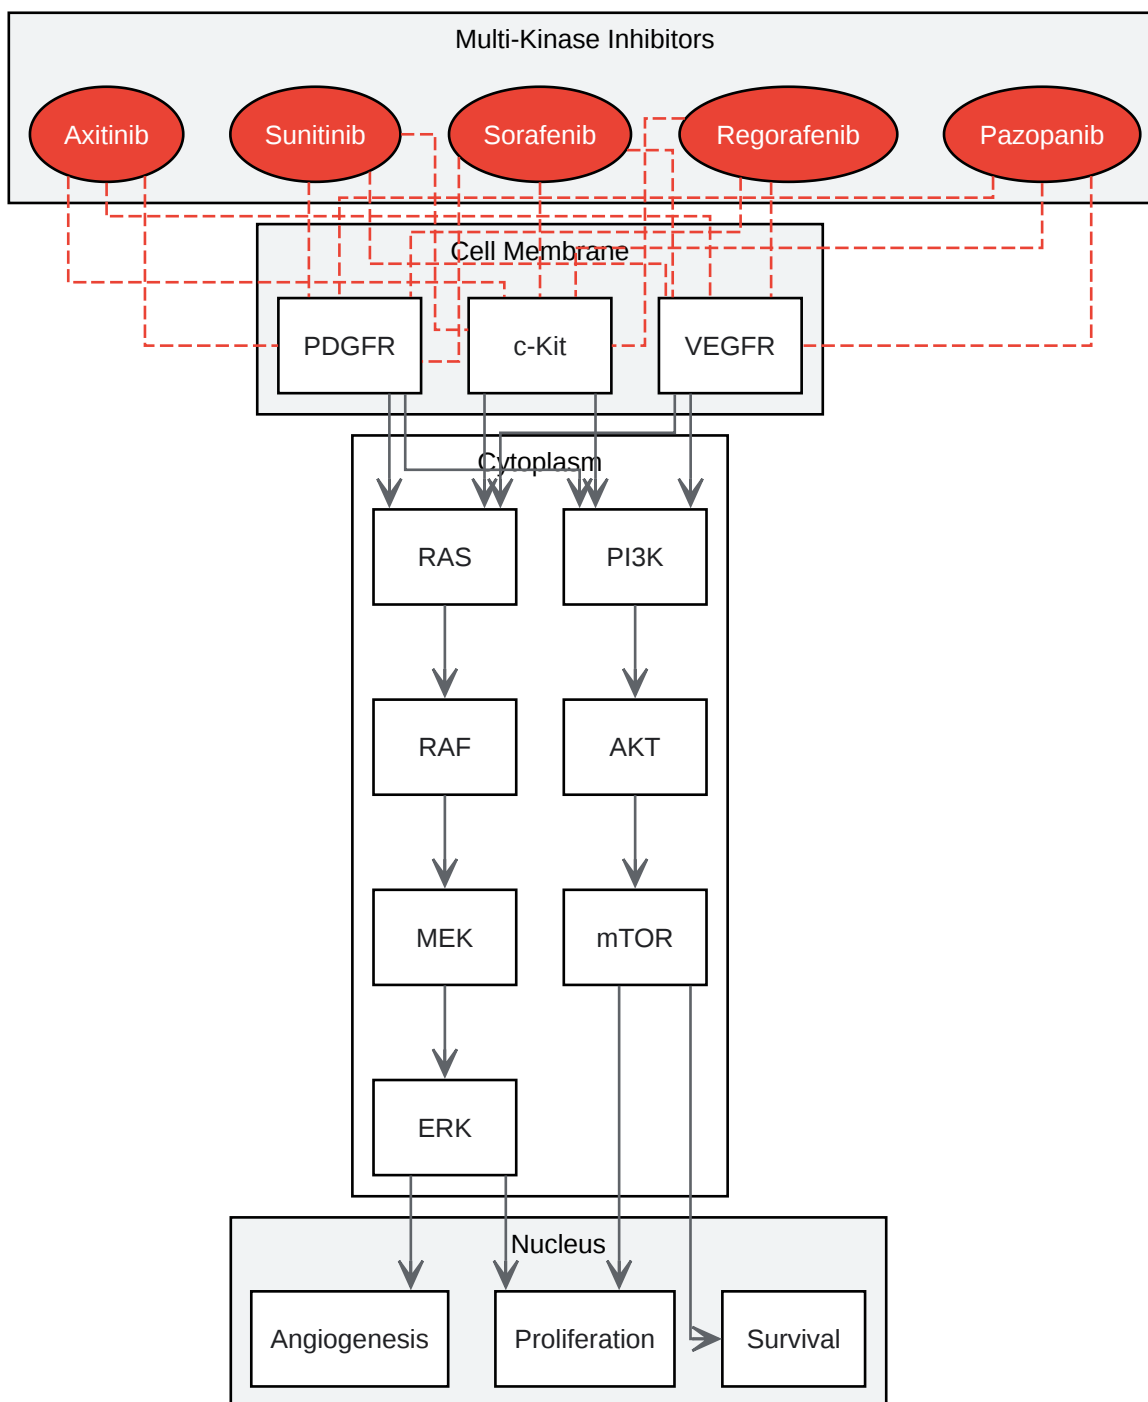 Multi-Kinase Inhibitors
Axitinib
Sunitinib
Sorafenib
Regorafenib
Pazopanib
Cell Membrane
PDGFR
c-Kit
VEGFR
Cytoplasm
RAS
PI3K
RAF
AKT
MEK
mTOR
ERK
Nucleus
Angiogenesis
Proliferation
Survival